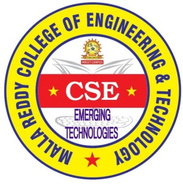 MALLA REDDY COLLEGE OF ENGINEERING & TECHNOLOGY
CSE
EMERGING
TECHNOLOGIES